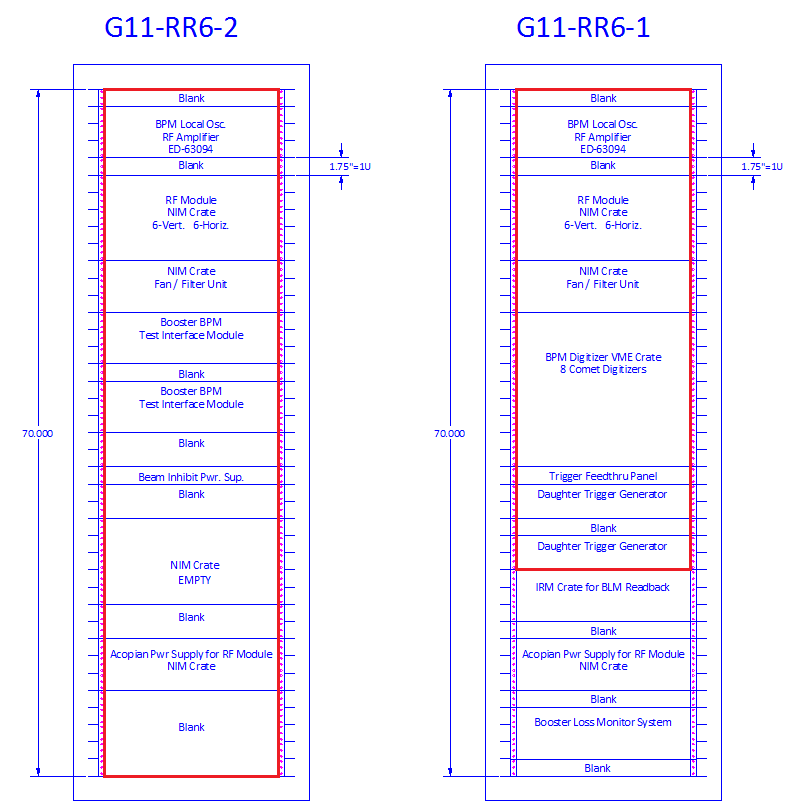 G11-RR6-2
Blank
BPM Local Osc.
RF Amplifier
ED-63094
Blank
1.75"=1U
RF Module
NIM Crate
6-Vert. 6-Horiz.
NIM Crate
Fan / Filter Unit
Booster BPM
Test Interface Module
Blank
Booster BPM
Test Interface Module
70.000
Blank
Beam Inhibit Pwr. Sup.
Blank
NIM Crate
EMPTY
Blank
Acopian Pwr Supply for RF Module
NIM Crate
Blank
G11-RR6-1
Blank
BPM Local Osc.
RF Amplifier
ED-63094
Blank
1.75"=1U
RF Module
NIM Crate
6-Vert. 6-Horiz.
NIM Crate
Fan / Filter Unit
BPM Digitizer VME Crate
8 Comet Digitizers
70.000
Trigger Feedthru Panel
Daughter Trigger Generator
Blank
Daughter Trigger Generator
IRM Crate for BLM Readback
Blank
Acopian Pwr Supply for RF Module
NIM Crate
Blank
Booster Loss Monitor System
Blank